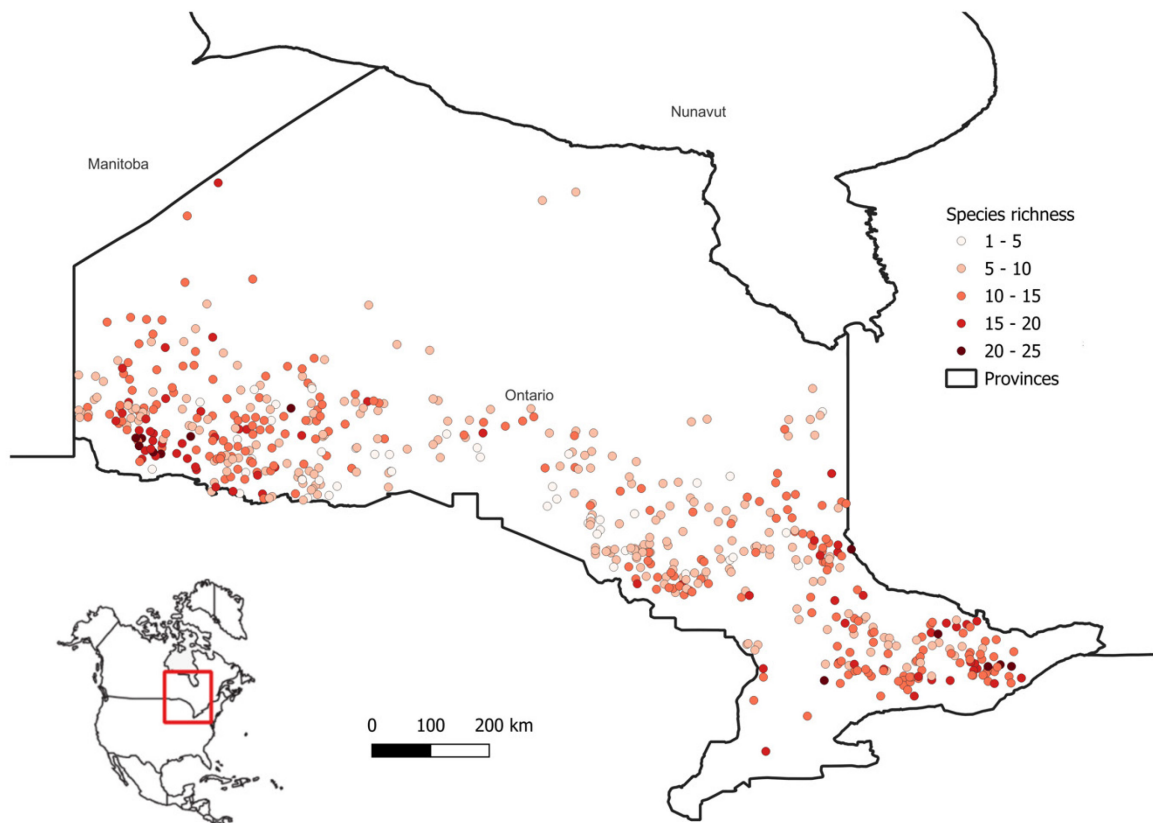 Nunavut
Manitoba
Species richness
1 - 5
5 - 10
10 - 15
15 - 20
20 - 25
Provinces
Ontario
0 100 200 km